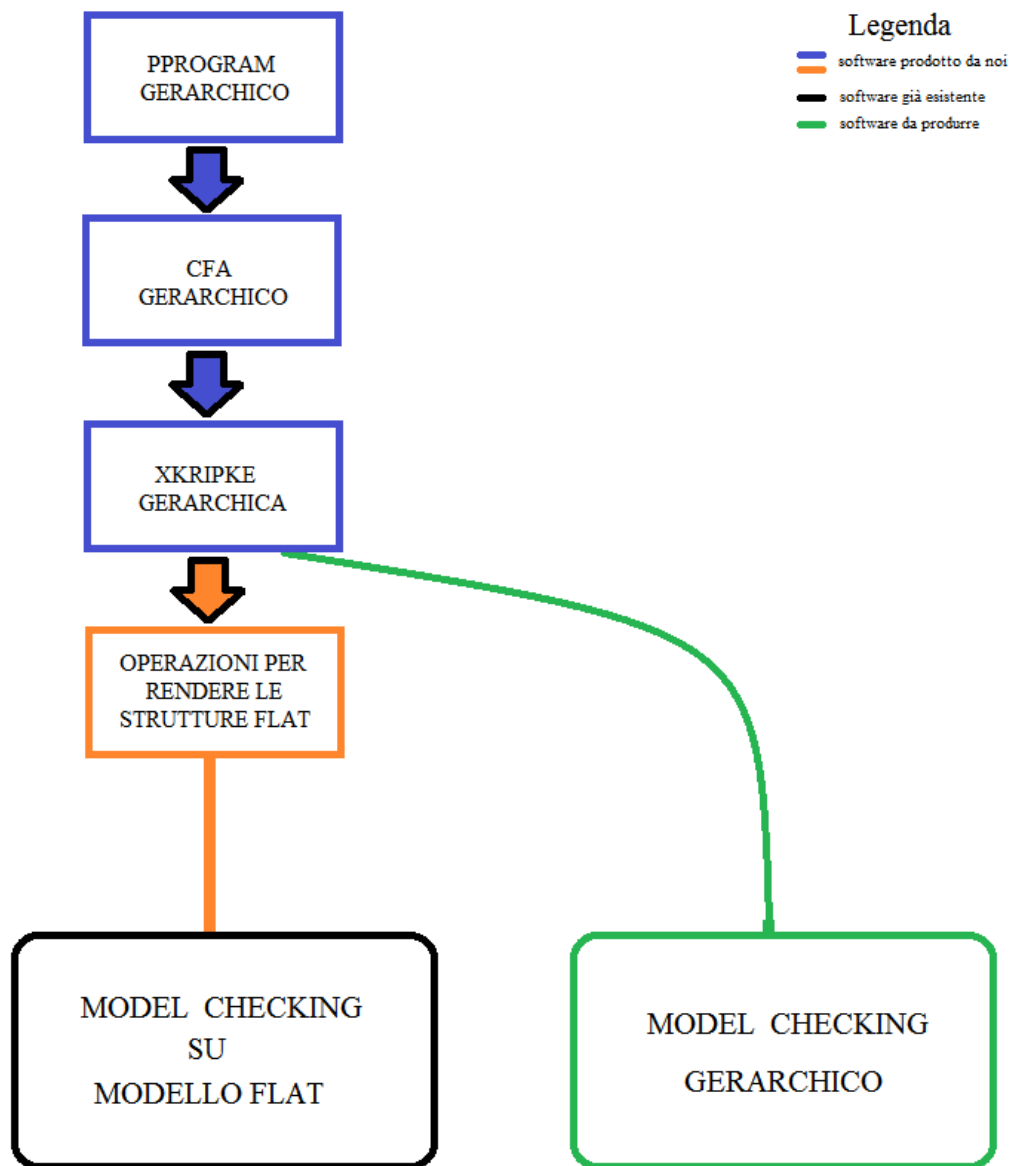 Legenda
software prodotto da noi
software già esistente
software da produrre
PPROGRAM
GERARCHICO
CFA
GERARCHICO
XKRIPKE
GERARCHICA
OPERAZIONI PER
RENDERE LE
STRUTTURE FLAT
MODEL CHECKING
SU
MODELLO FLAT
MODEL CHECKING
GERARCHICO